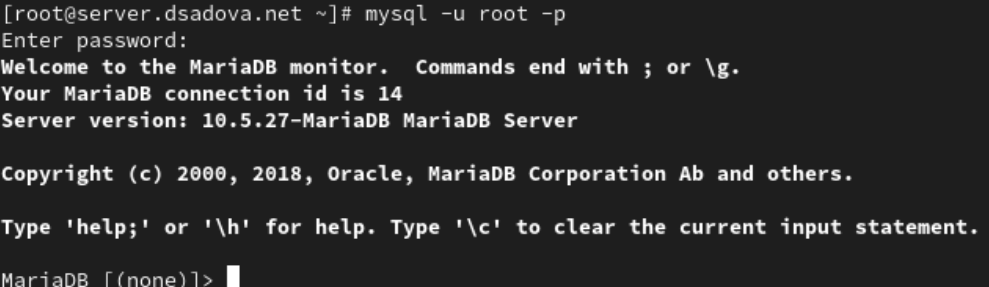 [root@server.dsadova.net ~]# mysql -u root -p
Enter password:
Welcome to the MariaDB monitor.  Commands end with ; or \g.
Your MariaDB connection id is 14
Server version: 10.5.27-MariaDB MariaDB Server
Copyright (c) 2000, 2018, Oracle, MariaDB Corporation Ab and others.
Type 'help;' or '\h' for help. Type '\c' to clear the current input statement.
MariaDB [(none)]>